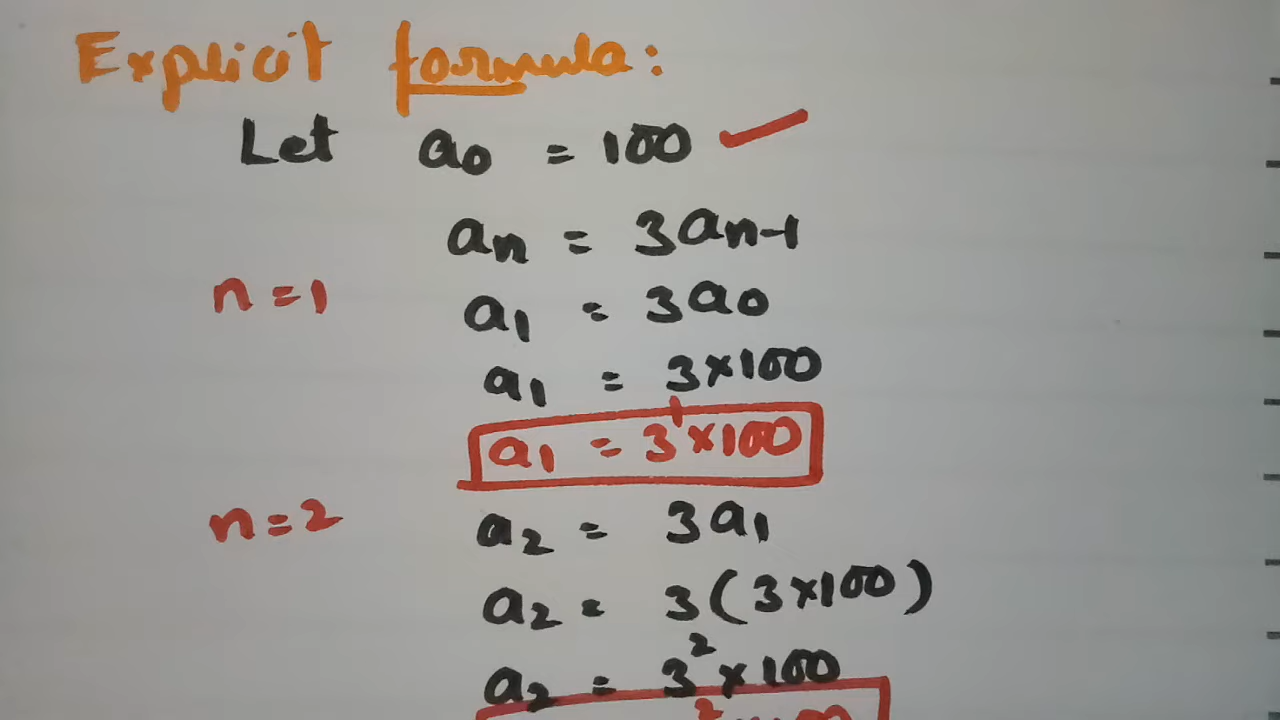 Explicit formula:
Let a₀ = 100 ✓
aₙ = 3aₙ₋₁
n=1 a₁ = 3a₀
a₁ = 3×100
a₁ = 3¹×100
n=2 a₂ = 3a₁
a₂ = 3(3×100)
a₂ = 3²×100